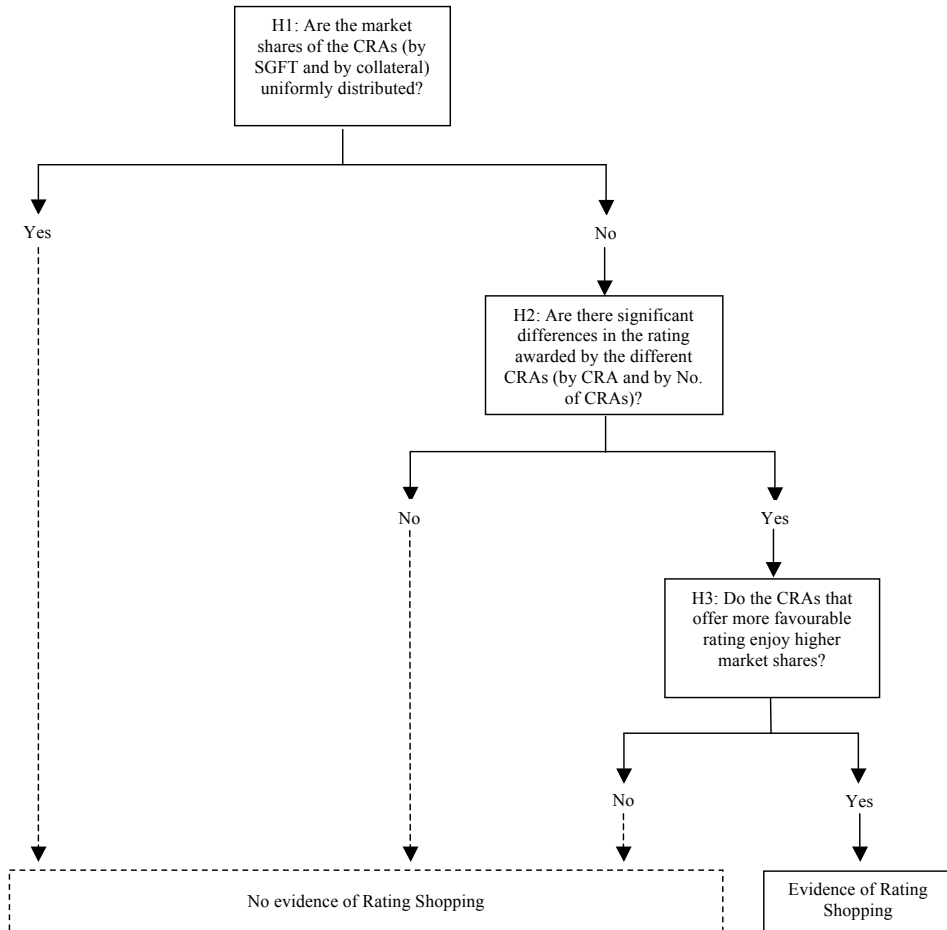 H1: Are the market
shares of the CRAs (by
SGFT and by collateral)
uniformly distributed?
Yes
No
H2: Are there significant
differences in the rating
awarded by the different
CRAs (by CRA and by No.
of CRAs)?
No
Yes
H3: Do the CRAs that
offer more favourable
rating enjoy higher
market shares?
No
Yes
No evidence of Rating Shopping
Evidence of Rating
Shopping